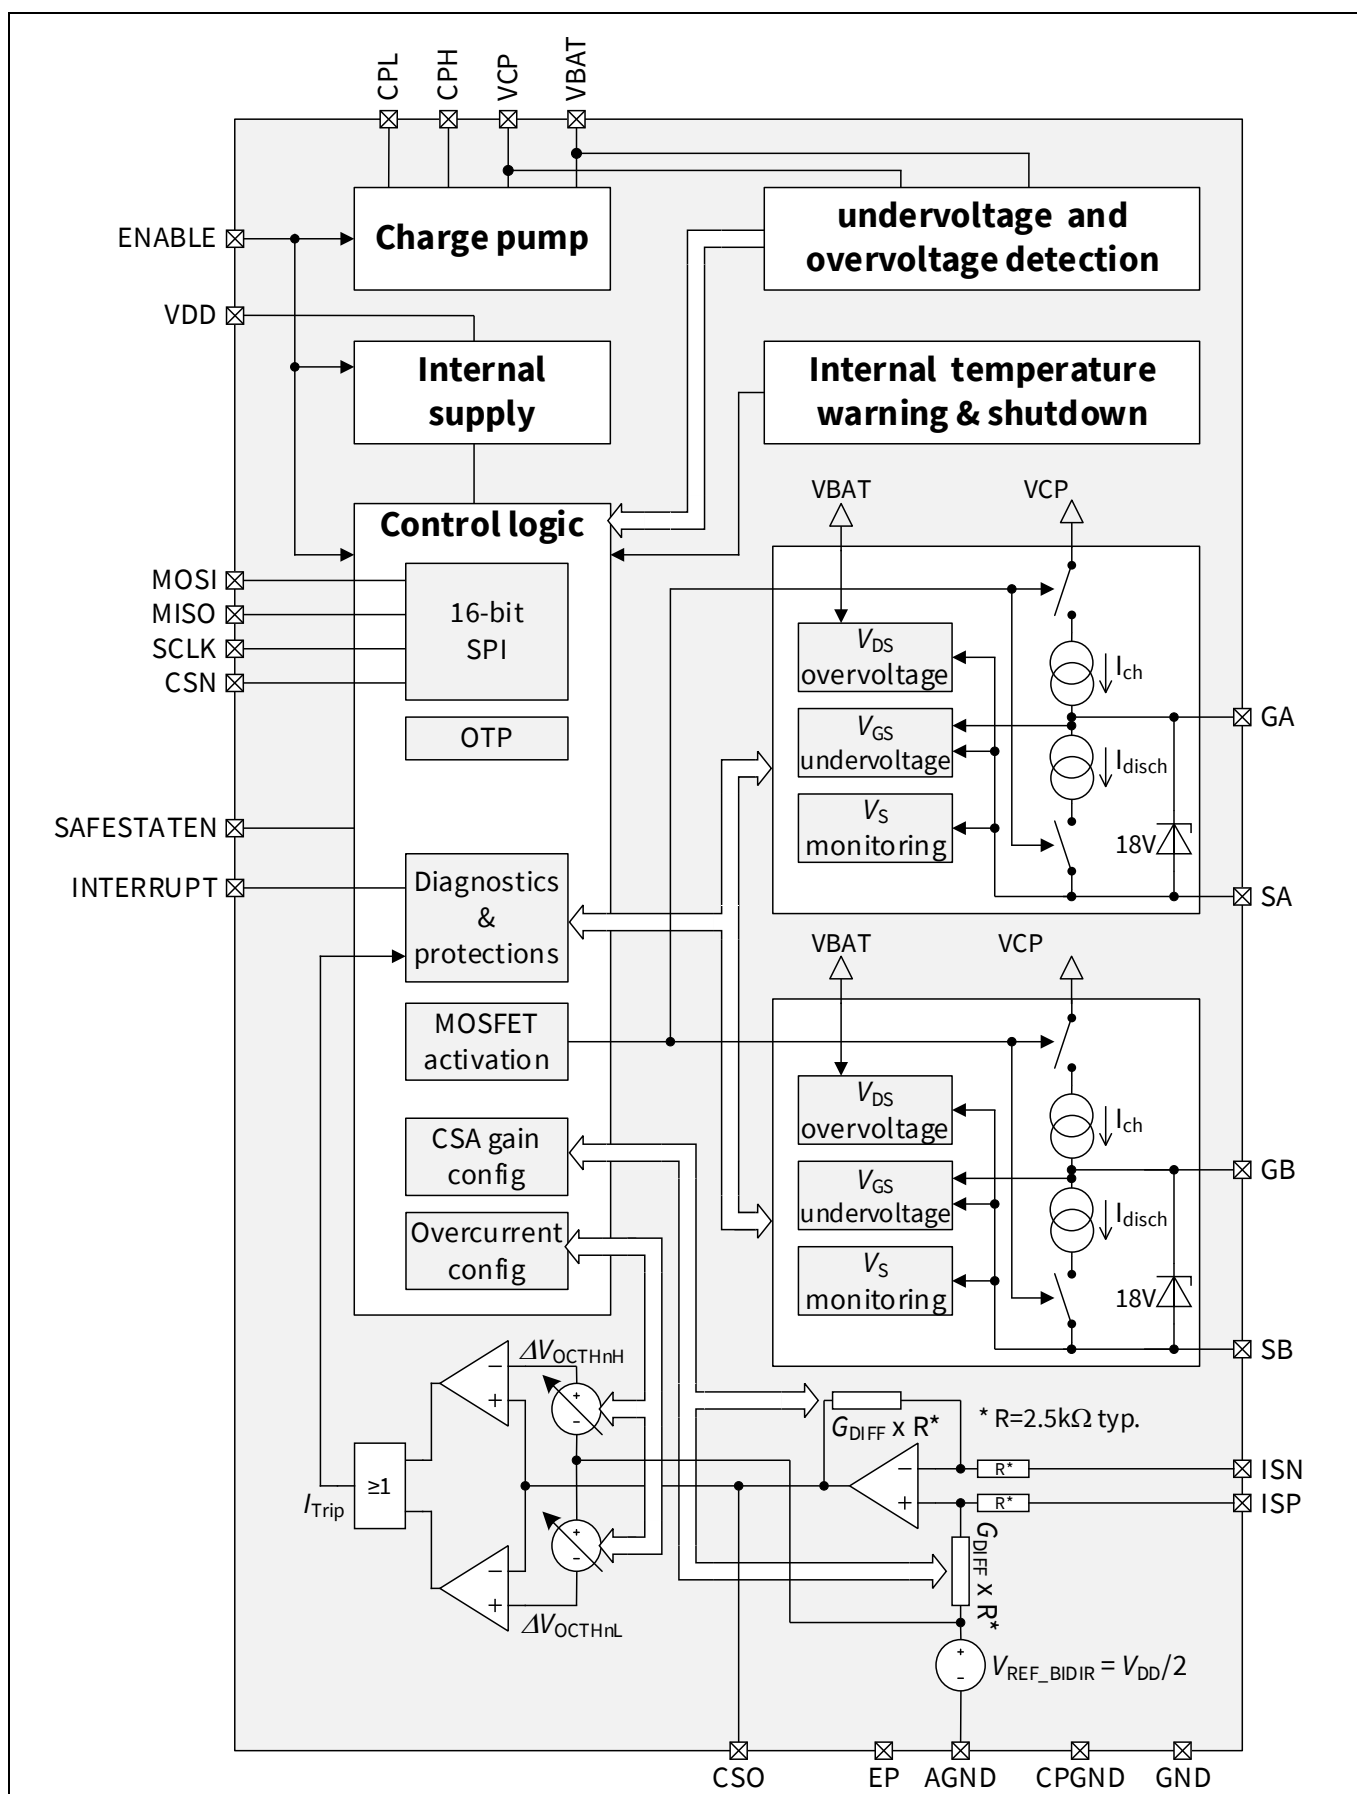 CPL
CPH
VCP
VBAT
ENABLE
Charge pump
undervoltage and
overvoltage detection
VDD
Internal
supply
Internal temperature
warning & shutdown
Control logic
MOSI
MISO
SCLK
CSN
16-bit
SPI
OTP
SAFESTATEN
INTERRUPT
Diagnostics
&
protections
MOSFET
activation
CSA gain
config
Overcurrent
config
VBAT
VCP
VDS
overvoltage
VGS
undervoltage
VS
monitoring
Ich
Idisch
18V
GA
SA
VBAT
VCP
VDS
overvoltage
VGS
undervoltage
VS
monitoring
Ich
Idisch
18V
GB
SB
ΔVOCTHnH
−
+
+
-
≥1
ITrip
+
-
−
+
ΔVOCTHnL
GDIFF x R*
* R=2.5kΩ typ.
−
+
R*
R*
ISN
ISP
GDIFF x R*
+
-
VREF_BIDIR = VDD/2
CSO
EP
AGND
CPGND
GND